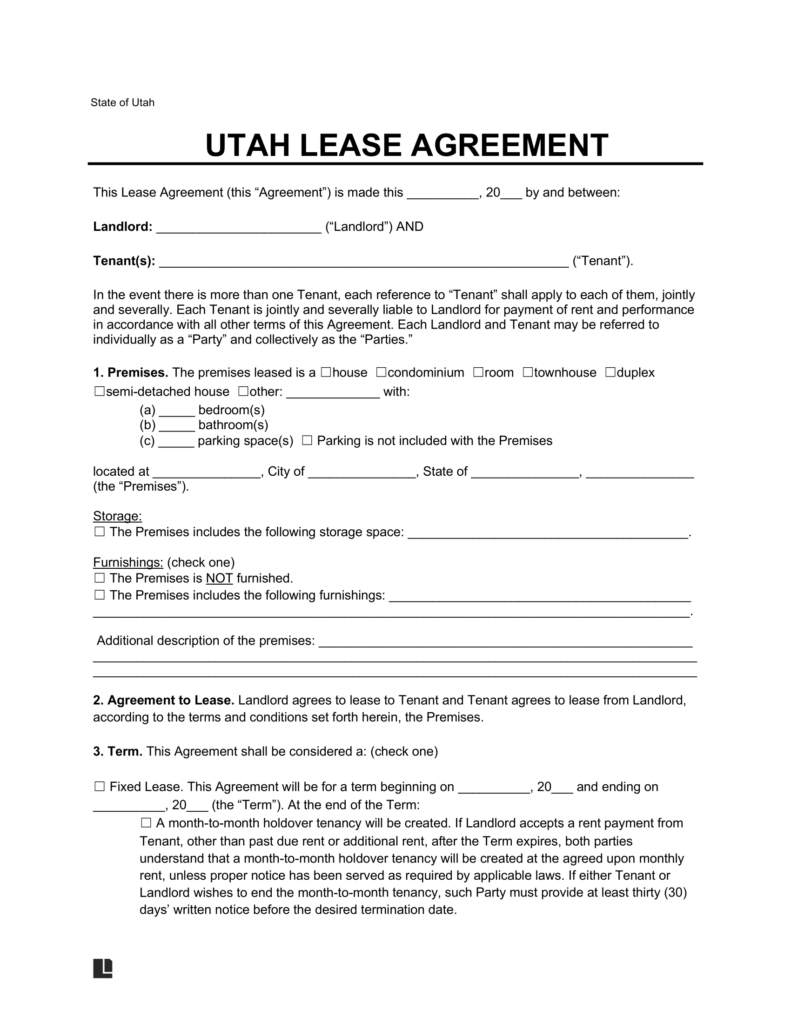 State of Utah
UTAH LEASE AGREEMENT
This Lease Agreement (this “Agreement”) is made this __________, 20___ by and between:
Landlord: _______________________ (“Landlord”) AND
Tenant(s): _________________________________________________________ (“Tenant”).
In the event there is more than one Tenant, each reference to “Tenant” shall apply to each of them, jointly
and severally. Each Tenant is jointly and severally liable to Landlord for payment of rent and performance
in accordance with all other terms of this Agreement. Each Landlord and Tenant may be referred to
individually as a “Party” and collectively as the “Parties.”
1. Premises. The premises leased is a ☐house ☐condominium ☐room ☐townhouse ☐duplex
☐semi-detached house ☐other: _____________ with:
(a) _____ bedroom(s)
(b) _____ bathroom(s)
(c) _____ parking space(s) ☐ Parking is not included with the Premises
located at _______________, City of _______________, State of _______________, _______________
(the “Premises”).
Storage:
☐ The Premises includes the following storage space: _______________________________________.
Furnishings: (check one)
☐ The Premises is NOT furnished.
☐ The Premises includes the following furnishings: __________________________________________
___________________________________________________________________________________.
Additional description of the premises: ____________________________________________________
____________________________________________________________________________________
____________________________________________________________________________________
2. Agreement to Lease. Landlord agrees to lease to Tenant and Tenant agrees to lease from Landlord,
according to the terms and conditions set forth herein, the Premises.
3. Term. This Agreement shall be considered a: (check one)
☐ Fixed Lease. This Agreement will be for a term beginning on __________, 20___ and ending on
__________, 20___ (the “Term”). At the end of the Term:
☐ A month-to-month holdover tenancy will be created. If Landlord accepts a rent payment from
Tenant, other than past due rent or additional rent, after the Term expires, both parties
understand that a month-to-month holdover tenancy will be created at the agreed upon monthly
rent, unless proper notice has been served as required by applicable laws. If either Tenant or
Landlord wishes to end the month-to-month tenancy, such Party must provide at least thirty (30)
days’ written notice before the desired termination date.